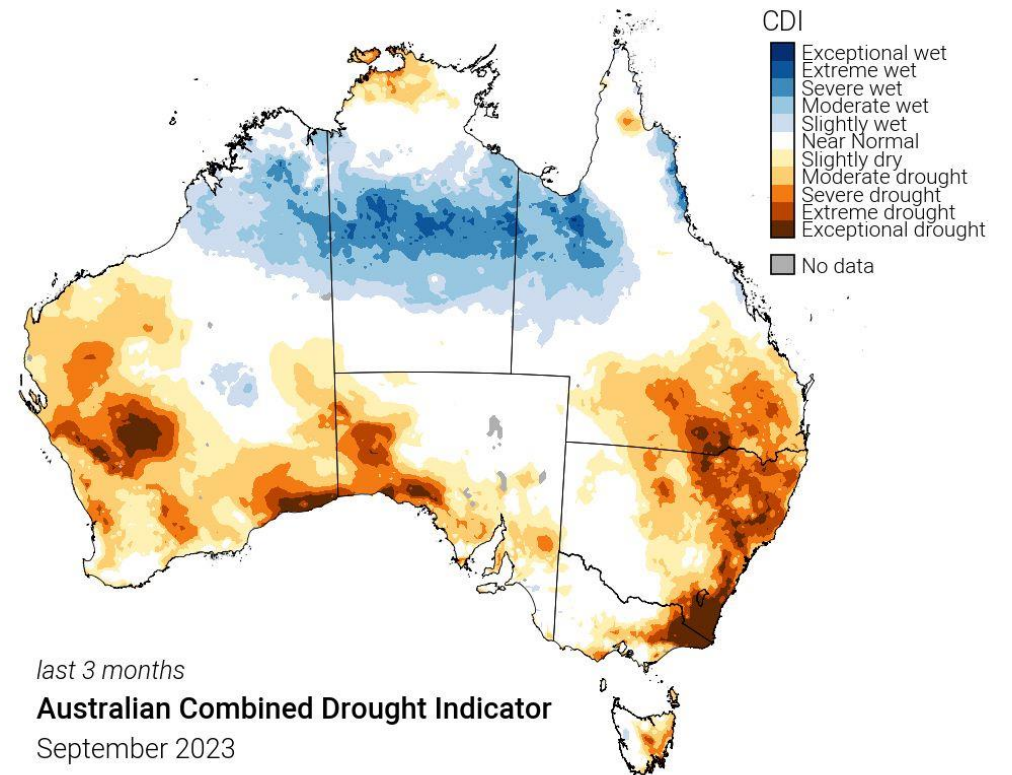 CDI
Exceptional wet
Extreme wet
Severe wet
Moderate wet
Slightly wet
Near Normal
Slightly dry
Moderate drought
Severe drought
Extreme drought
Exceptional drought
No data
last 3 months
Australian Combined Drought Indicator
September 2023